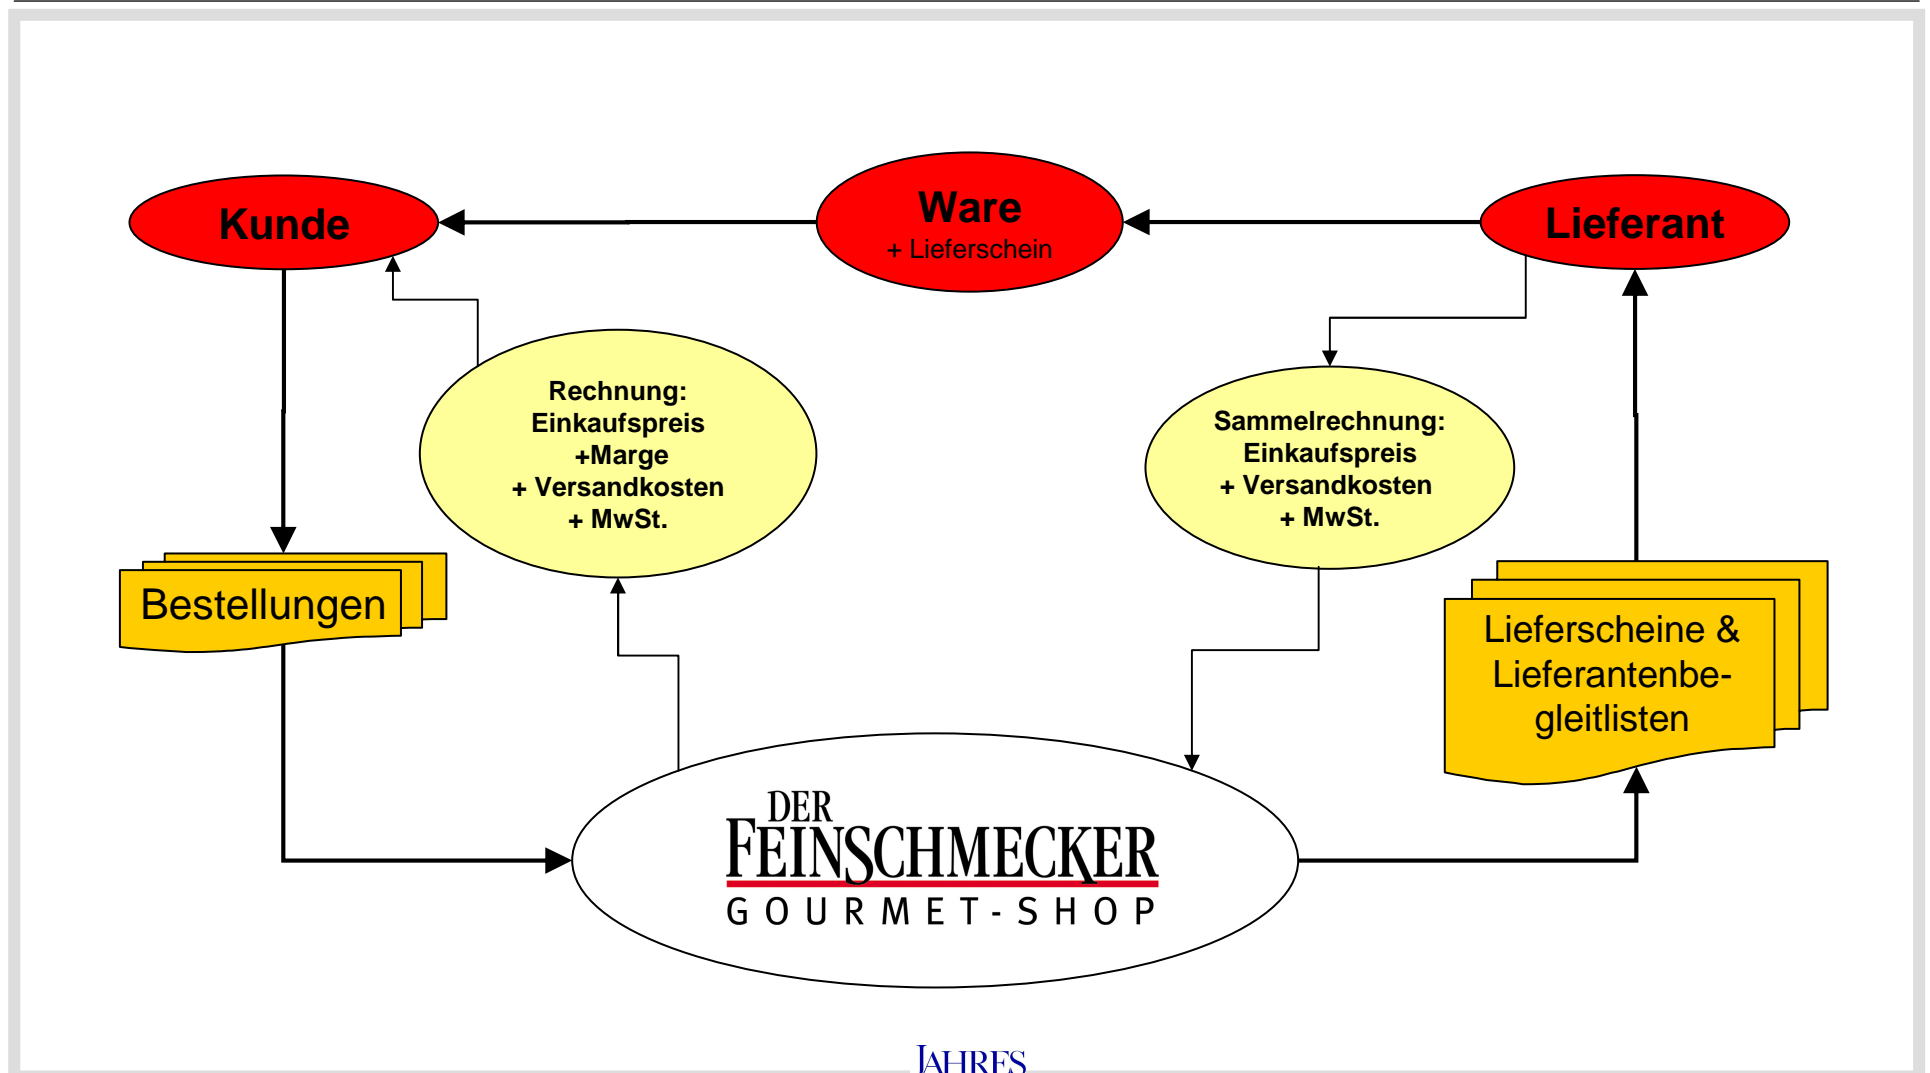 Kunde
Ware
+ Lieferschein
Lieferant
Rechnung:
Einkaufspreis
+Marge
+ Versandkosten
+ MwSt.
Sammelrechnung:
Einkaufspreis
+ Versandkosten
+ MwSt.
Bestellungen
Lieferscheine &
Lieferantenbe-
gleitlisten
DER
FEINSCHMECKER
GOURMET-SHOP
JAHRES